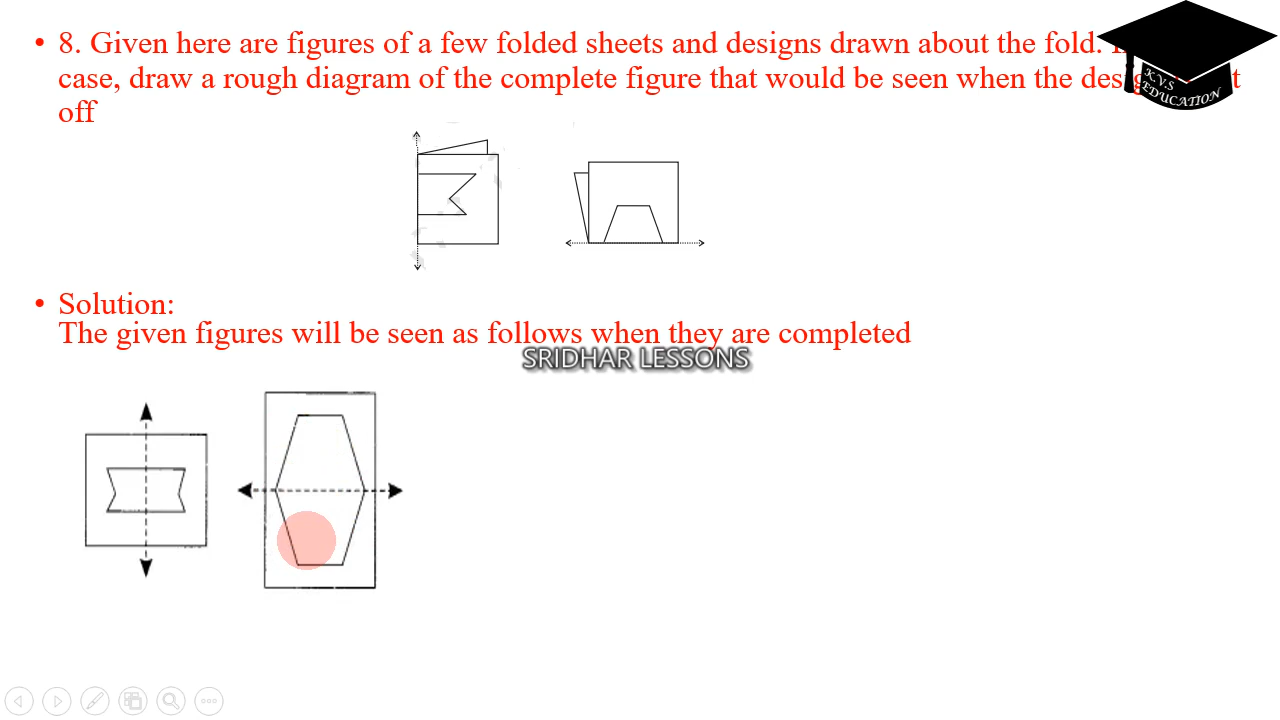 • 8. Given here are figures of a few folded sheets and designs drawn about the fold.
case, draw a rough diagram of the complete figure that would be seen when the
off
K.V.S
EDUCATION
• Solution:
The given figures will be seen as follows when they are completed
SRIDHAR LESSONS